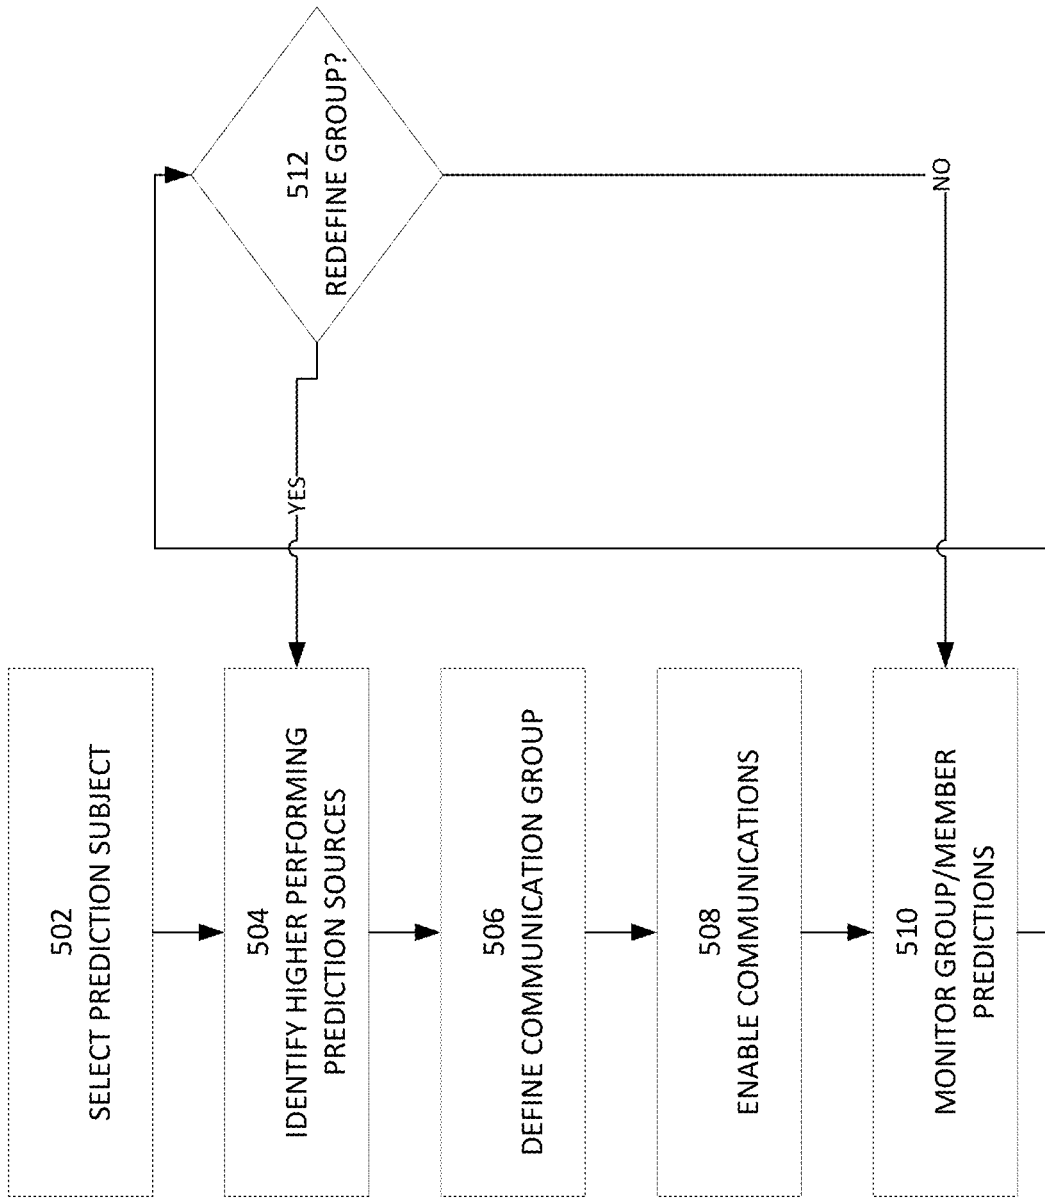 502
SELECT PREDICTION SUBJECT
504
IDENTIFY HIGHER PERFORMING
PREDICTION SOURCES
506
DEFINE COMMUNICATION GROUP
508
ENABLE COMMUNICATIONS
510
MONITOR GROUP/MEMBER
PREDICTIONS
512
REDEFINE GROUP?
YES
NO